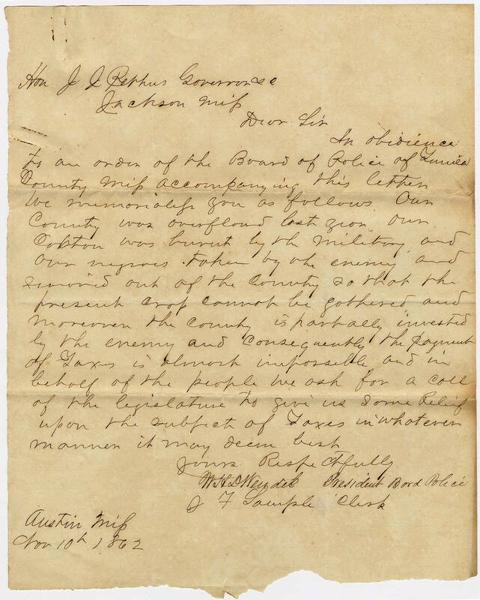 Hon J J Pettus Governor &c
Jackson Miss
Dear Sir
In obidience
to an order of the Board of Police of Tunica
County Miss accompanying this letter
We memorialise you as follows Our
County was overflowd last year our
Cotton was burnt by the military and
our negroes taken by the enemy and
removed out of the County so that the
present crop cannot be gathered and
moreover the County is partially invested
by the enemy and consequently the payment
of Taxes is almost impossible and in
behalf of the people we ask for a call
of the legislature to give us some Relief
upon the subject of Taxes in whatever
manner it may deem best
Yours Respectfully
President Bord Police
J F Sample Clerk
Austin Miss
Nov 10th 1862